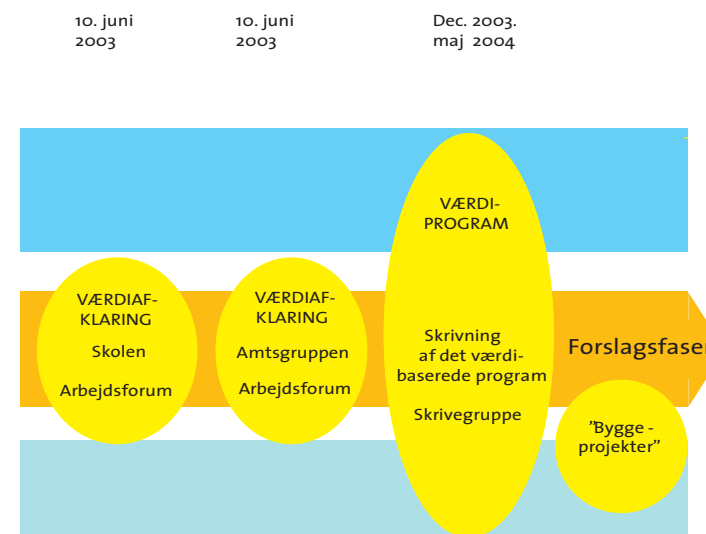 10. juni
2003
10. juni
2003
Dec. 2003.
maj 2004
VÆRDIAF-
KLARING
Skolen
Arbejdsforum
VÆRDIAF-
KLARING
Amtsgruppen
Arbejdsforum
VÆRDI-
PROGRAM
Skrivning
af det værdi-
baserede program
Skrivegruppe
Forslagsfasen
"Bygge -
projekter"